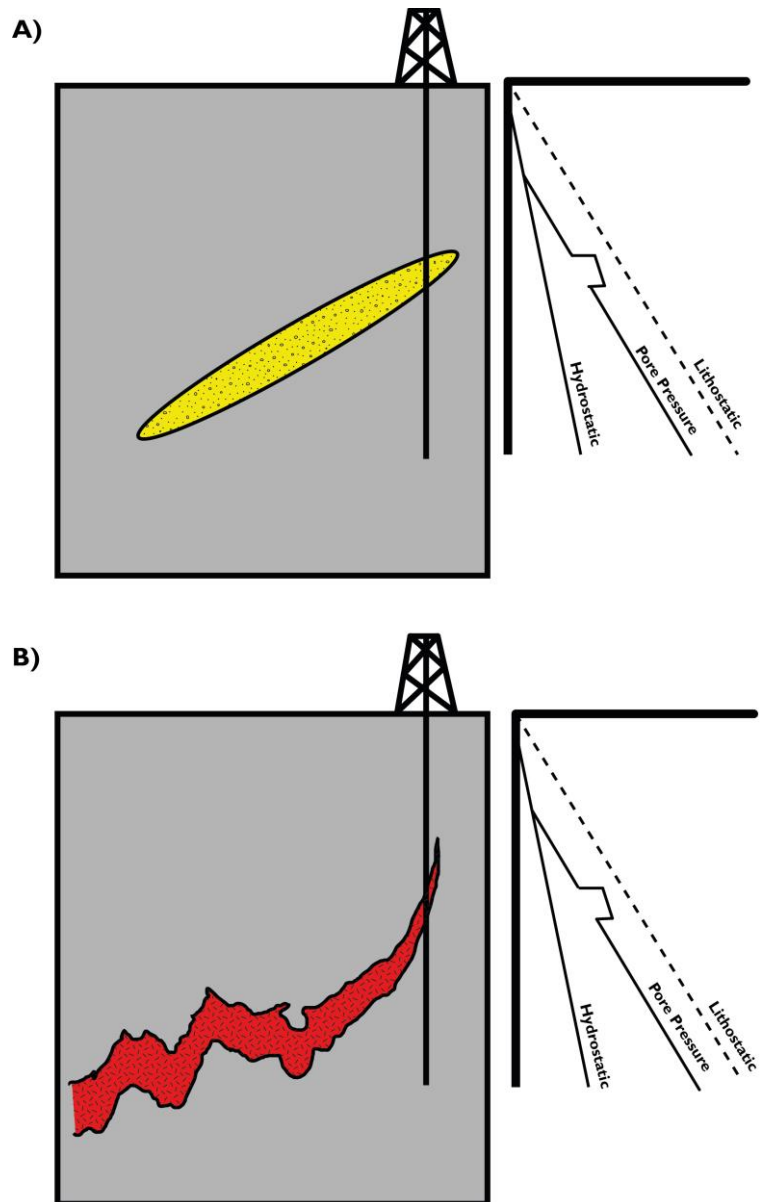 A)
Hydrostatic
Pore Pressure
Lithostatic
B)
Hydrostatic
Pore Pressure
Lithostatic